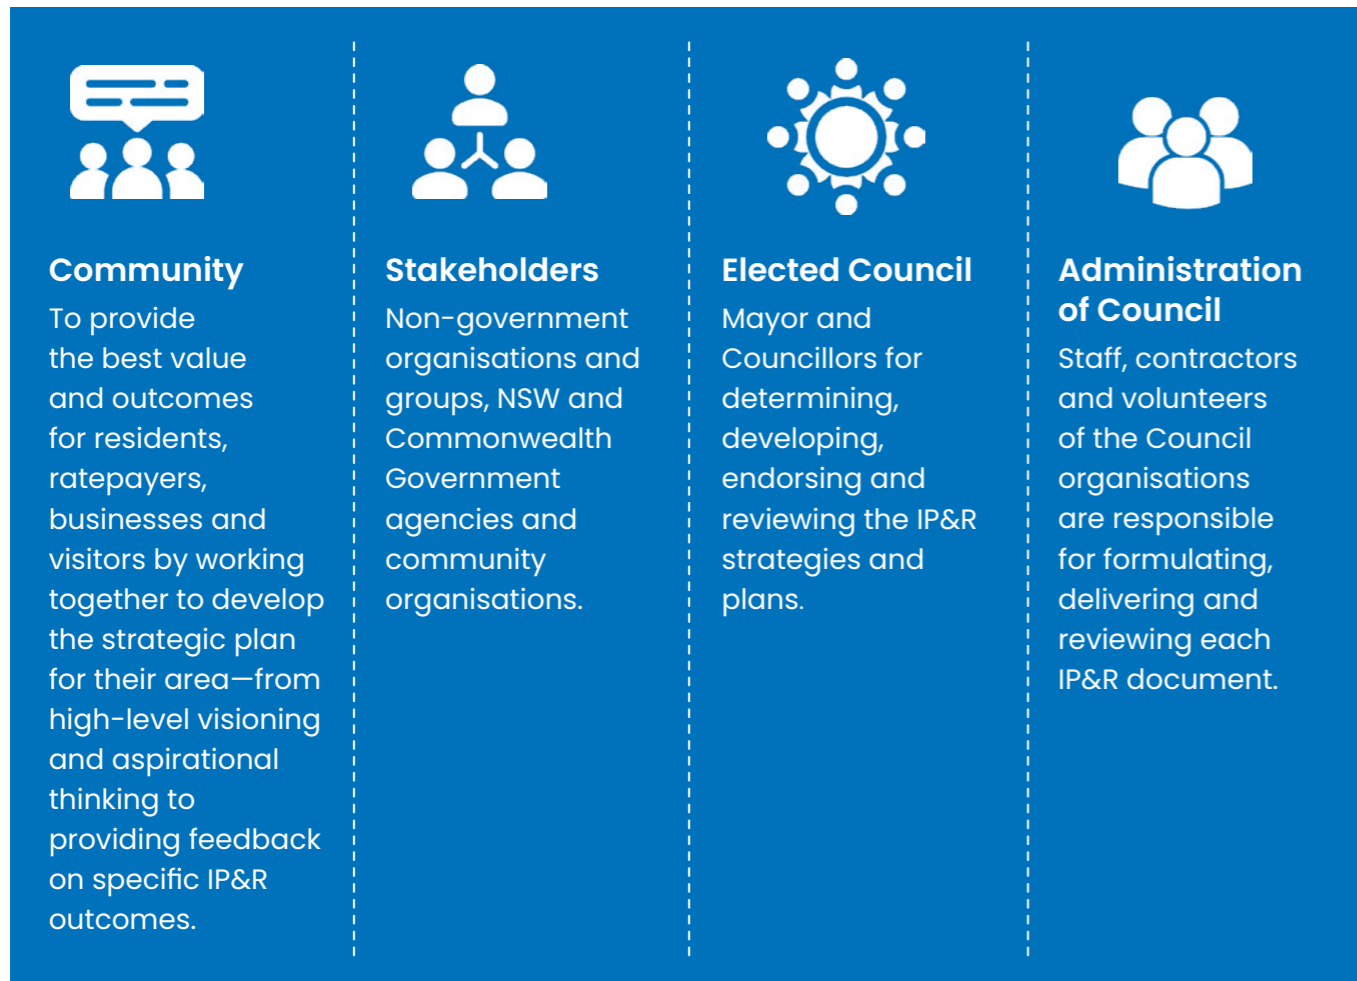 Community
To provide
the best value
and outcomes
for residents,
ratepayers,
businesses and
visitors by working
together to develop
the strategic plan
for their area—from
high-level visioning
and aspirational
thinking to
providing feedback
on specific IP&R
outcomes.
Stakeholders
Non-government
organisations and
groups, NSW and
Commonwealth
Government
agencies and
community
organisations.
Elected Council
Mayor and
Councillors for
determining,
developing,
endorsing and
reviewing the IP&R
strategies and
plans.
Administration
of Council
Staff, contractors
and volunteers
of the Council
organisations
are responsible
for formulating,
delivering and
reviewing each
IP&R document.